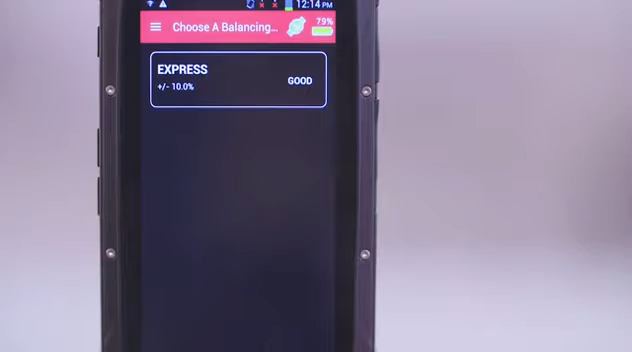 12:14 PM
Choose A Balancing...
79%
EXPRESS
+/- 10.0%
GOOD